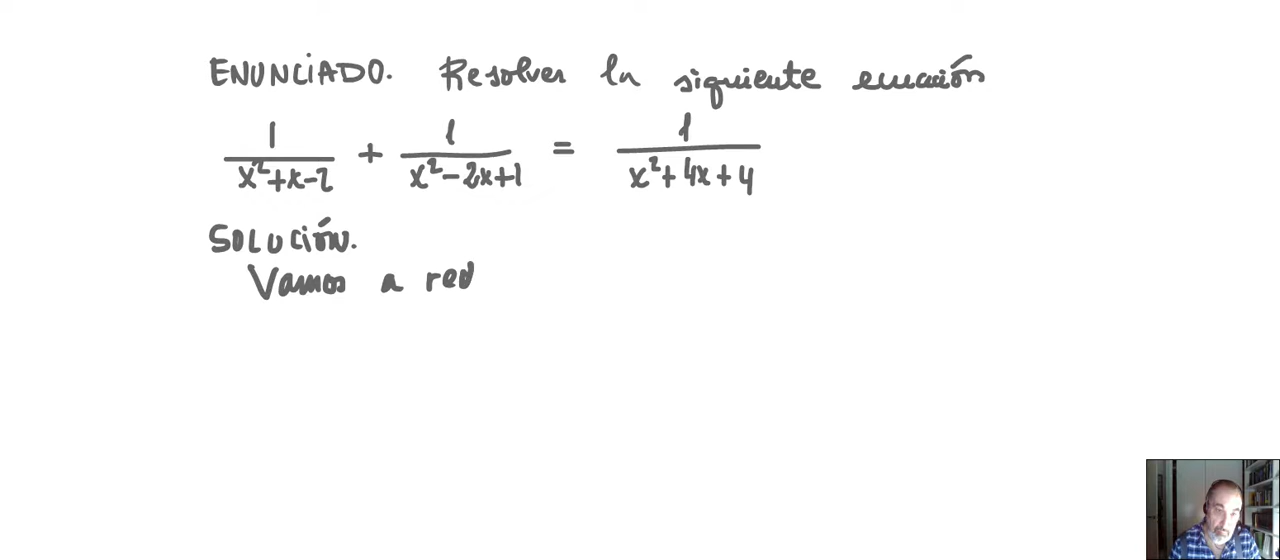 ENUNCIADO. Resolver la siguiente ecuación
1/(x²+x-2) + 1/(x²-2x+1) = 1/(x²+4x+4)
SOLUCIÓN.
Vamos a red